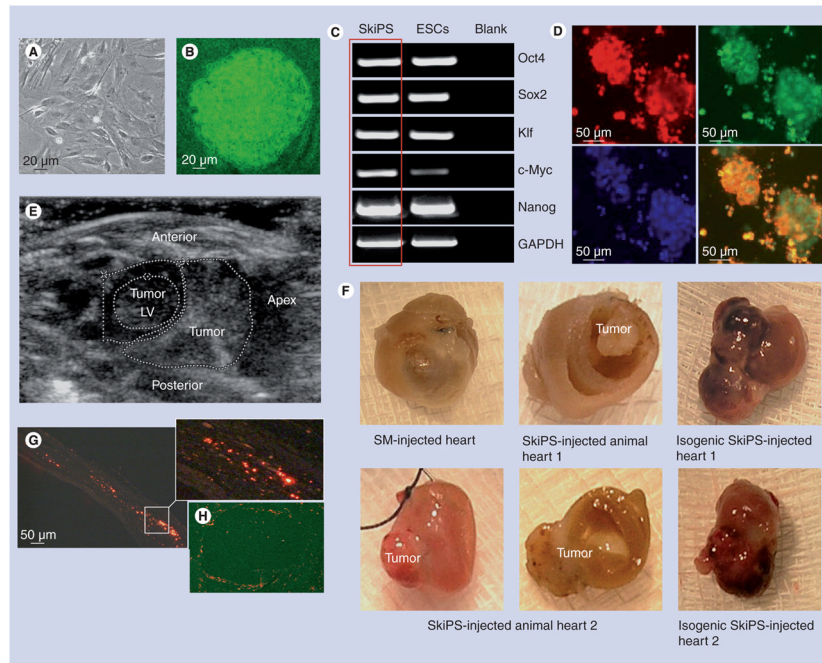 A
20 µm
B
20 µm
C
SkiPS
ESCs
Blank
Oct4
Sox2
Klf
c-Myc
Nanog
GAPDH
D
50 µm
50 µm
50 µm
50 µm
E
Anterior
Tumor
LV
Tumor
Apex
Posterior
F
Tumor
SM-injected heart
SkiPS-injected animal
heart 1
Isogenic SkiPS-injected
heart 1
Tumor
Tumor
SkiPS-injected animal heart 2
Isogenic SkiPS-injected
heart 2
G
50 µm
H